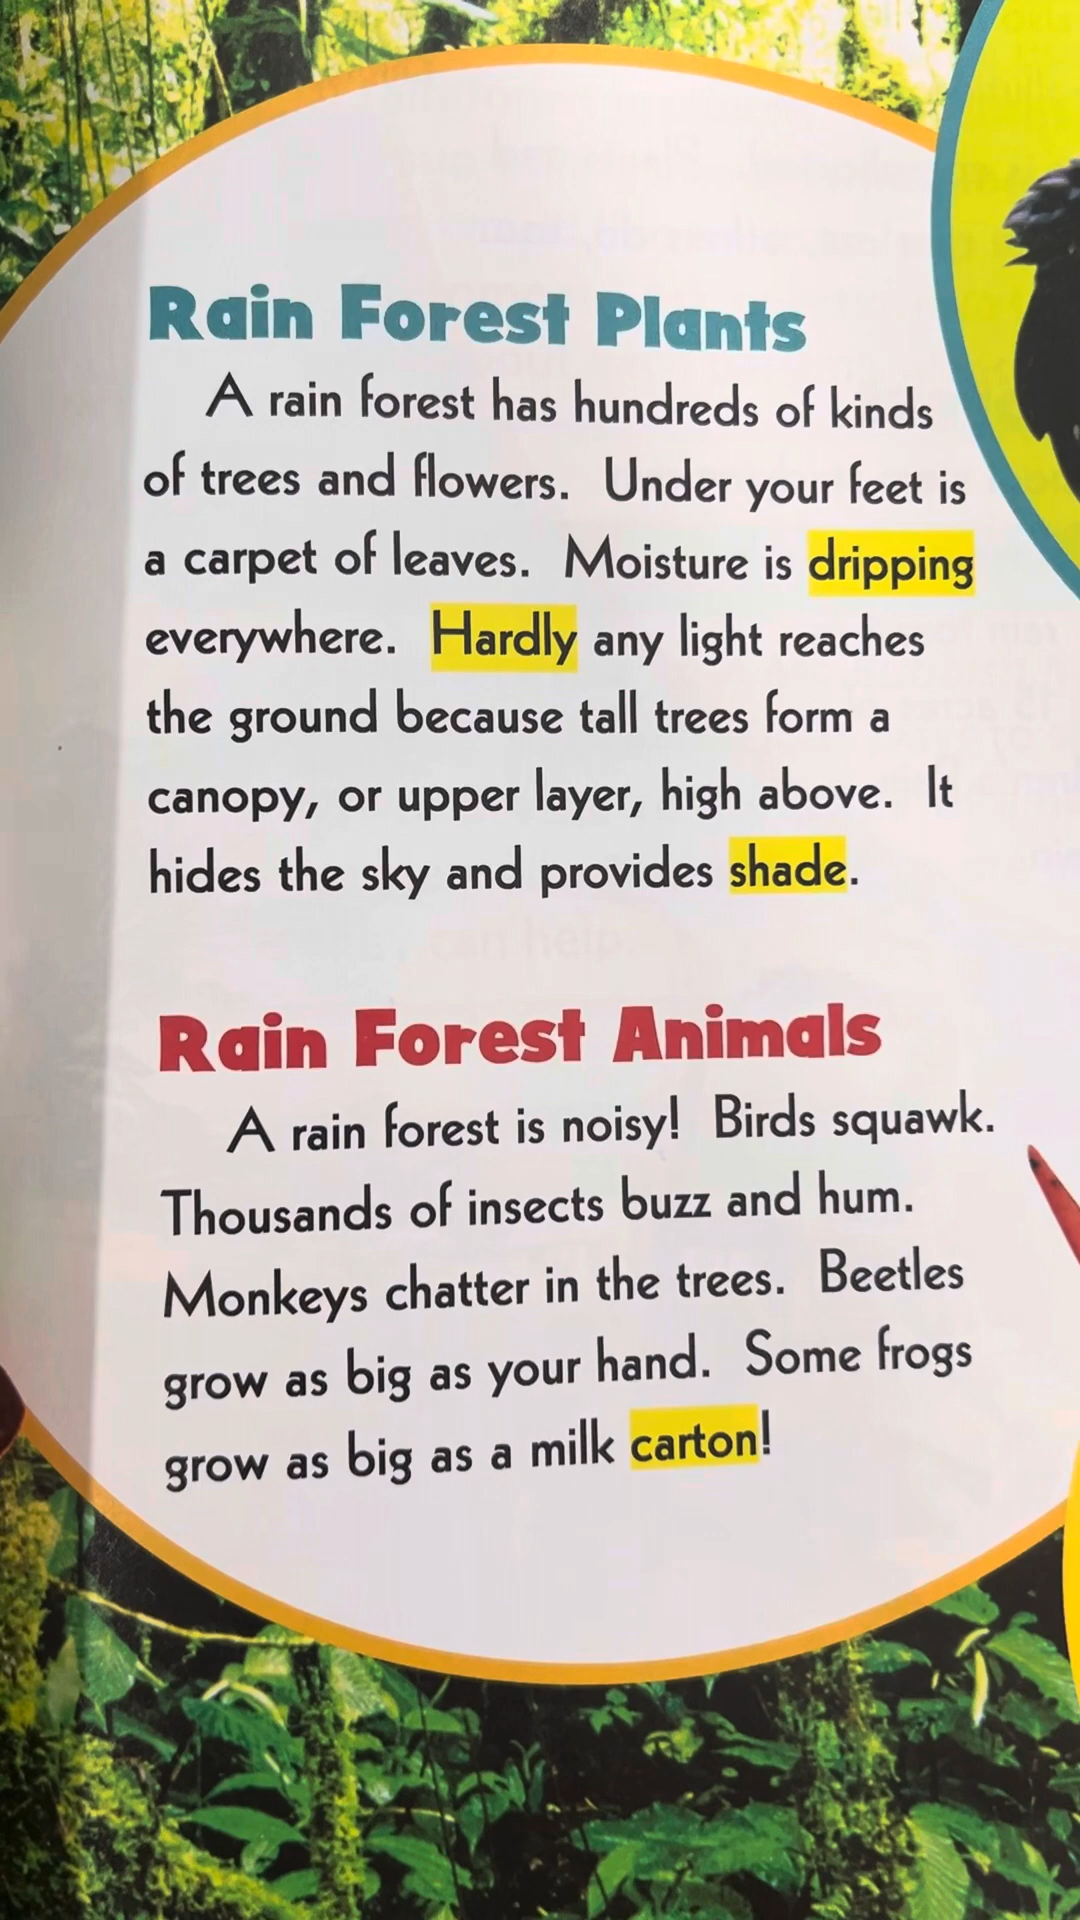 Rain Forest Plants
A rain forest has hundreds of kinds
of trees and flowers. Under your feet is
a carpet of leaves. Moisture is dripping
everywhere. Hardly any light reaches
the ground because tall trees form a
canopy, or upper layer, high above. It
hides the sky and provides shade.
Rain Forest Animals
A rain forest is noisy! Birds squawk.
Thousands of insects buzz and hum.
Monkeys chatter in the trees. Beetles
grow as big as your hand. Some frogs
grow as big as a milk carton!